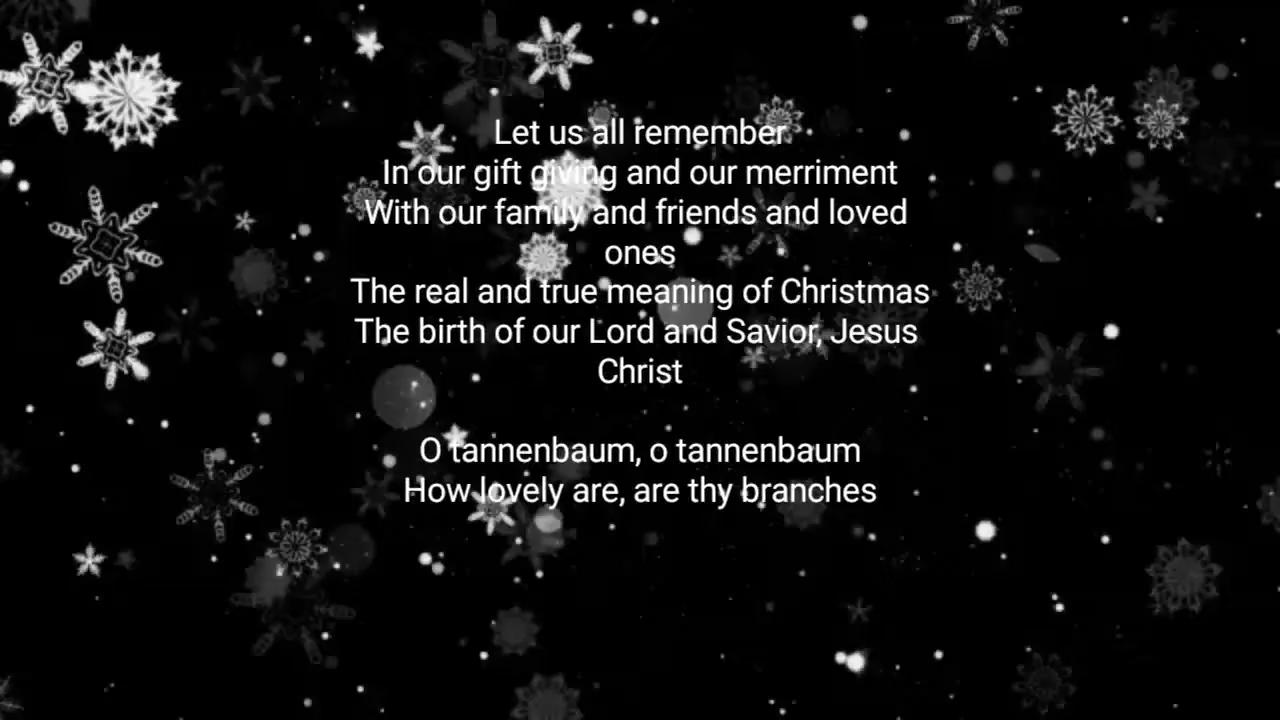 Let us all remember
In our gift giving and our merriment
With our family and friends and loved
ones
The real and true meaning of Christmas
The birth of our Lord and Savior, Jesus
Christ
O tannenbaum, o tannenbaum
How lovely are, are thy branches